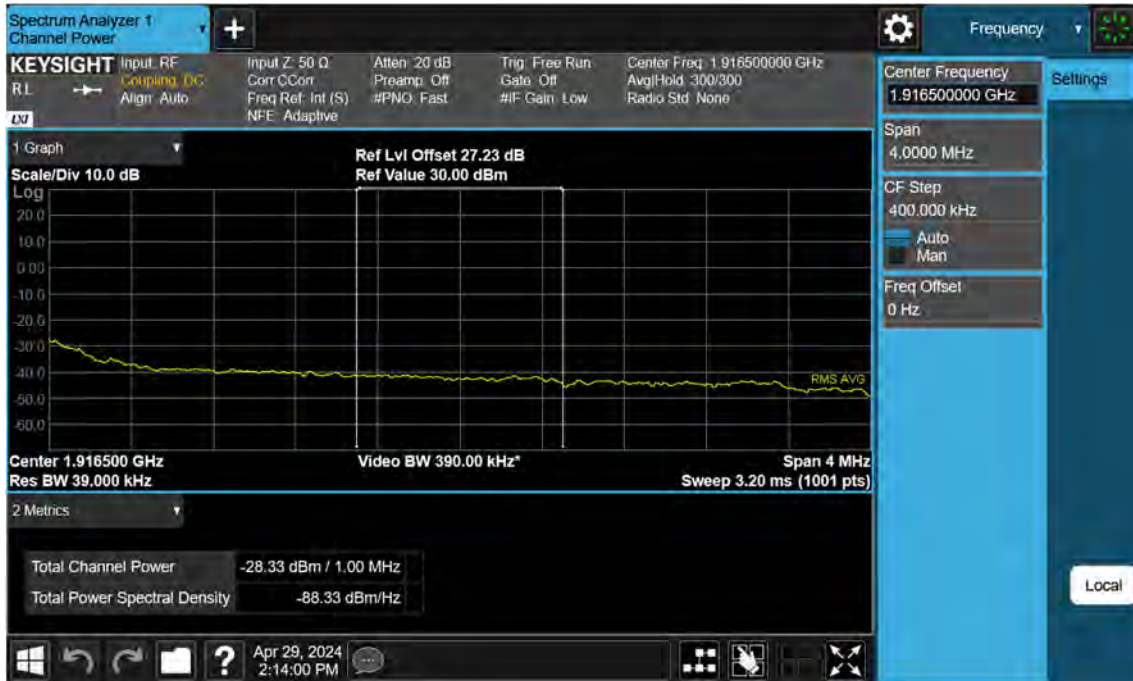 Spectrum Analyzer 1
Channel Power
Frequency
KEYSIGHT
RL
LXI
Input: RF
Coupling: DC
Align: Auto
Input Z: 50 Ω
Corr CCorr
Freq Ref: Int (S)
NFE: Adaptive
Atten: 20 dB
Preamp: Off
#PNO: Fast
Trig: Free Run
Gate: Off
#IF Gain: Low
Center Freq: 1.916500000 GHz
Avg|Hold: 300/300
Radio Std: None
1 Graph
Scale/Div 10.0 dB
Ref Lvl Offset 27.23 dB
Ref Value 30.00 dBm
Log
20.0
10.0
0.00
-10.0
-20.0
-30.0
-40.0
-50.0
-60.0
RMS AVG
Center 1.916500 GHz
Video BW 390.00 kHz*
Span 4 MHz
Res BW 39.000 kHz
Sweep 3.20 ms (1001 pts)
2 Metrics
Total Channel Power -28.33 dBm / 1.00 MHz
Total Power Spectral Density -88.33 dBm/Hz
?
Apr 29, 2024
2:14:00 PM
Center Frequency
1.916500000 GHz
Span
4.0000 MHz
CF Step
400.000 kHz
Auto
Man
Freq Offset
0 Hz
Settings
Local